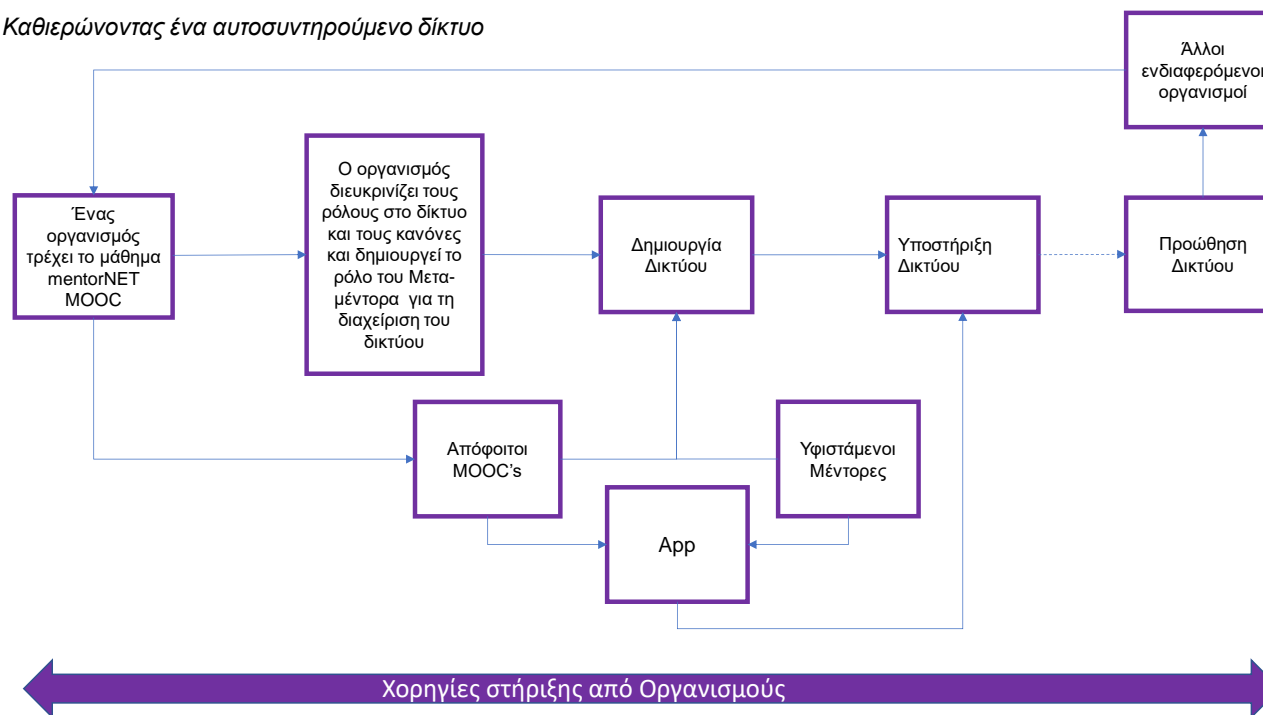 Καθιερώνοντας ένα αυτοσυντηρούμενο δίκτυο
Άλλοι
ενδιαφερόμενοι
οργανισμοί
Ένας
οργανισμός
τρέχει το μάθημα
mentorNET
MOOC
Ο οργανισμός
διευκρινίζει τους
ρόλους στο δίκτυο
και τους κανόνες
και δημιουργεί το
ρόλο του Μετα-
μέντορα για τη
διαχείριση του
δικτύου
Δημιουργία
Δικτύου
Υποστήριξη
Δικτύου
Προώθηση
Δικτύου
Απόφοιτοι
MOOC's
Υφιστάμενοι
Μέντορες
App
Χορηγίες στήριξης από Οργανισμούς